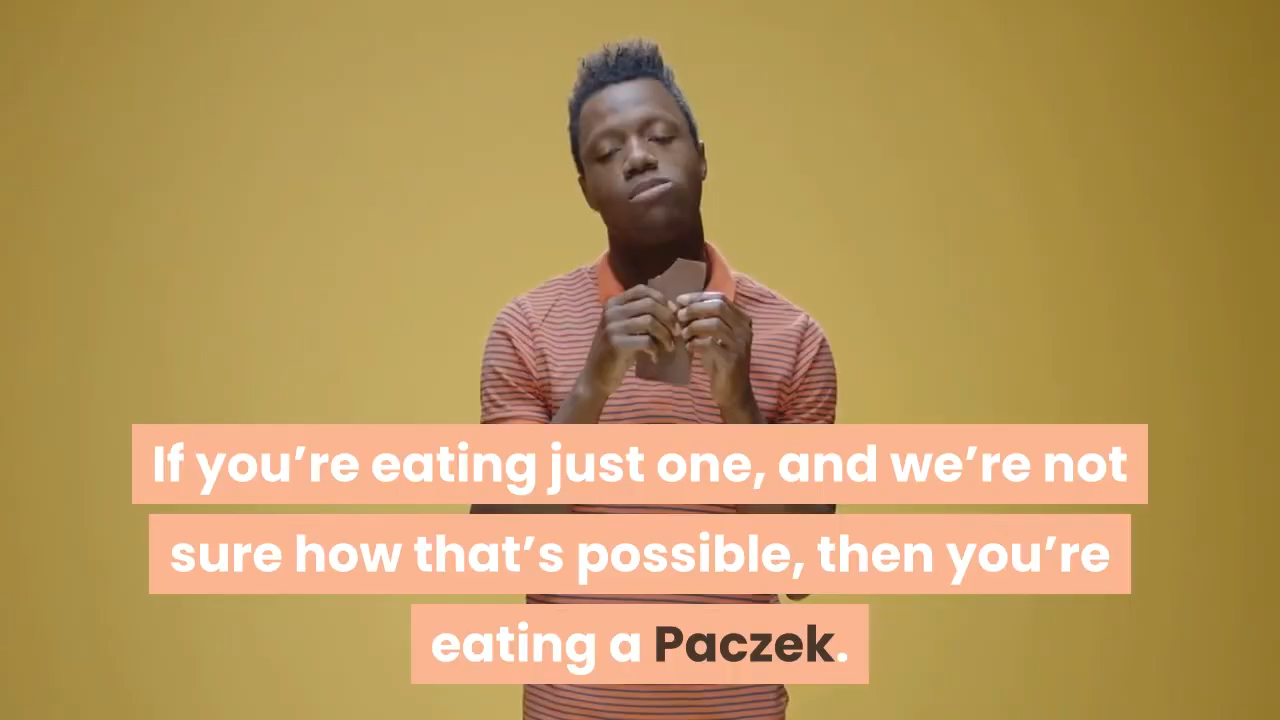 If you’re eating just one, and we’re not
sure how that’s possible, then you’re
eating a Paczek.